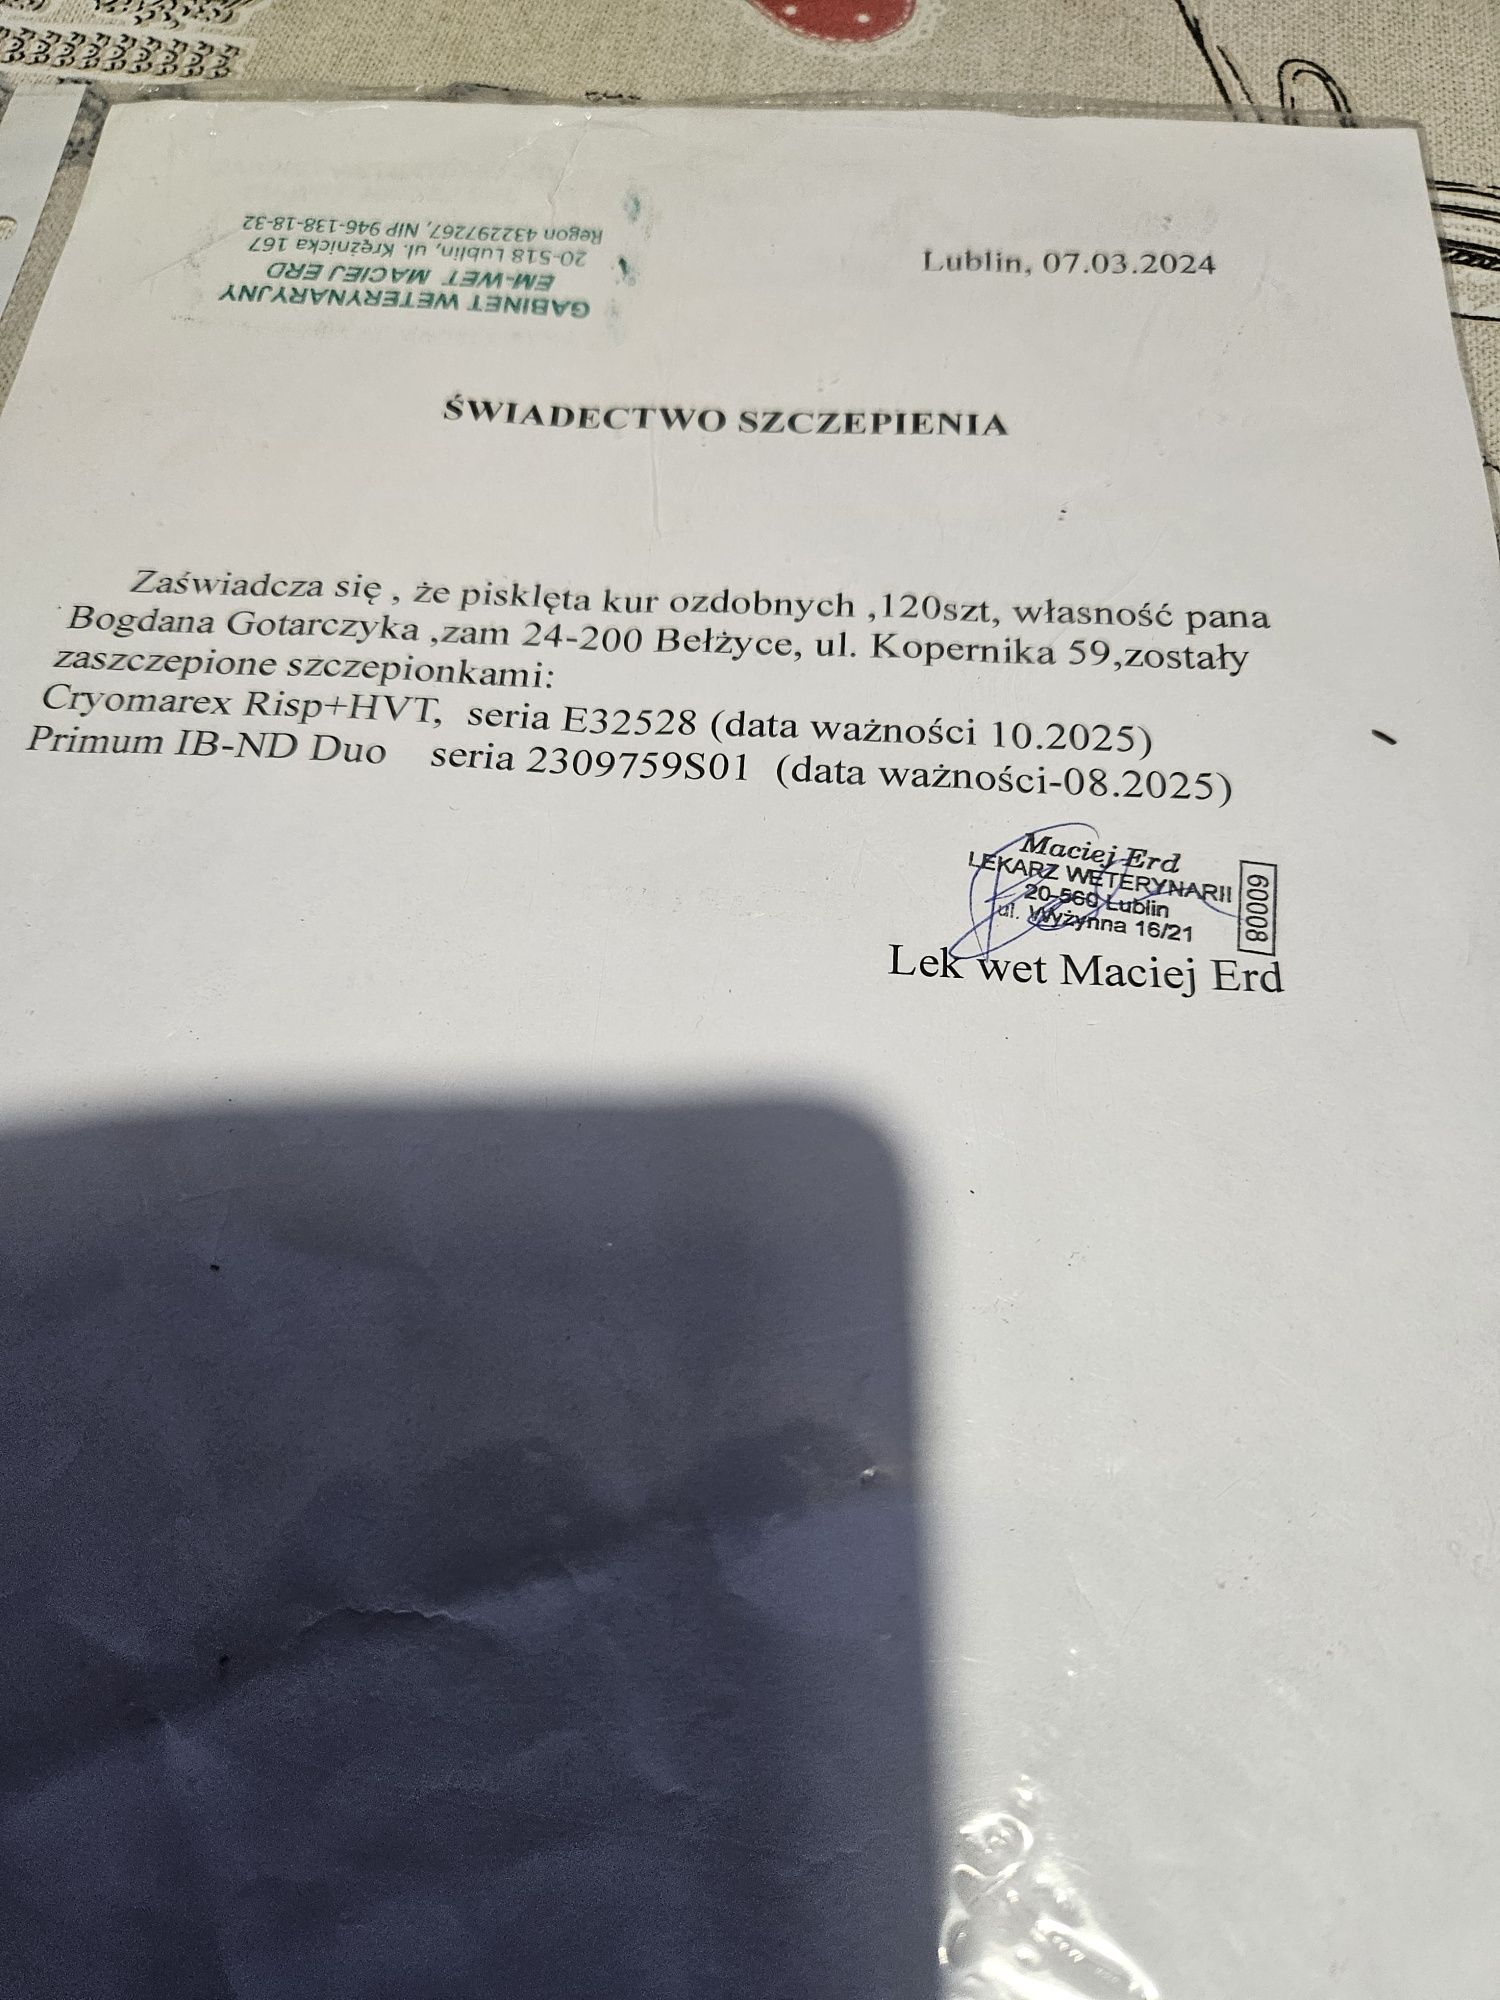 GABINET WETERYNARYJNY
EM-WET MACIEJ ERD
20-518 Lublin, ul. Krężnicka 167
Regon 432297267, NIP 946-138-18-32
Lublin, 07.03.2024
ŚWIADECTWO SZCZEPIENIA
Zaświadcza się , że pisklęta kur ozdobnych ,120szt, własność pana
Bogdana Gotarczyka ,zam 24-200 Bełżyce, ul. Kopernika 59,zostały
zaszczepione szczepionkami:
Cryomarex Risp+HVT, seria E32528 (data ważności 10.2025)
Primum IB-ND Duo seria 2309759S01 (data ważności-08.2025)
Maciej Erd
LEKARZ WETERYNARII
20-560 Lublin
ul. Wyżynna 16/21
60008
Lek wet Maciej Erd